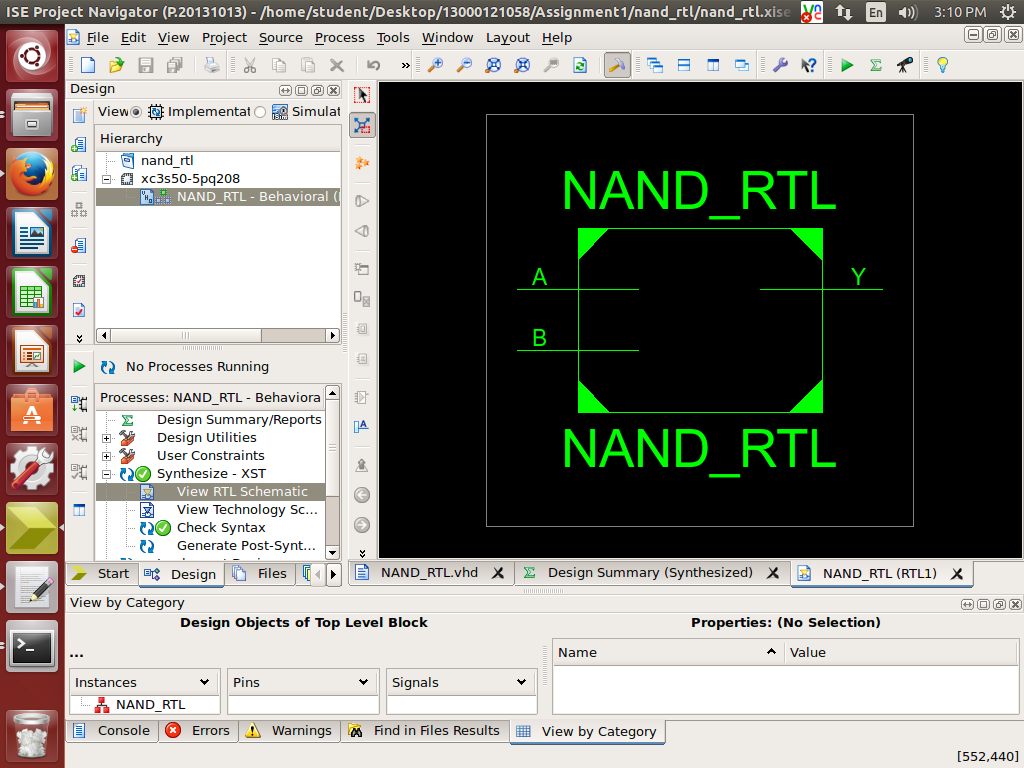 ISE Project Navigator (P.20131013) - /home/student/Desktop/13000121058/Assignment1/nand_rtl/nand_rtl.xise
En
3:10 PM
File Edit View Project Source Process Tools Window Layout Help
Design
View Implementat Simulat
Hierarchy
nand_rtl
xc3s50-5pq208
NAND_RTL - Behavioral (
No Processes Running
Processes: NAND_RTL - Behaviora
Design Summary/Reports
Design Utilities
User Constraints
Synthesize - XST
View RTL Schematic
View Technology Sc...
Check Syntax
Generate Post-Synt...
Start Design Files
NAND_RTL
A
Y
B
NAND_RTL
NAND_RTL.vhd Design Summary (Synthesized) NAND_RTL (RTL1)
View by Category
Design Objects of Top Level Block
Properties: (No Selection)
...
Name Value
Instances Pins Signals
NAND_RTL
Console Errors Warnings Find in Files Results View by Category
[552,440]